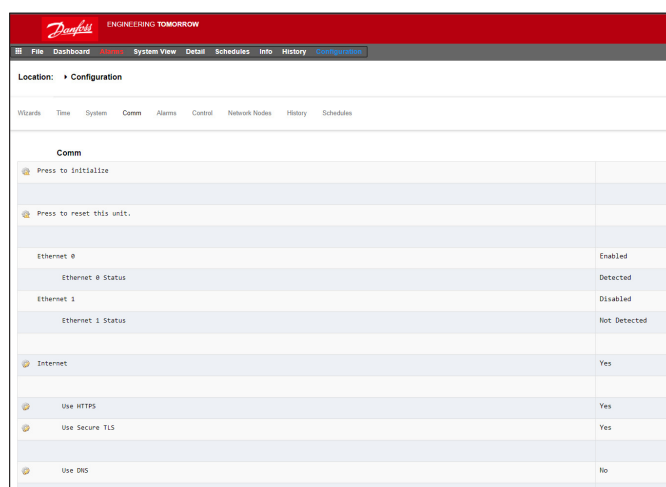 Danfoss ENGINEERING TOMORROW
File Dashboard Alarms System View Detail Schedules Info History Configuration
Location: Configuration
Wizards Time System Comm Alarms Control Network Nodes History Schedules
Comm
Press to initialize
Press to reset this unit.
Ethernet 0 Enabled
Ethernet 0 Status Detected
Ethernet 1 Disabled
Ethernet 1 Status Not Detected
Internet Yes
Use HTTPS Yes
Use Secure TLS Yes
Use DNS No